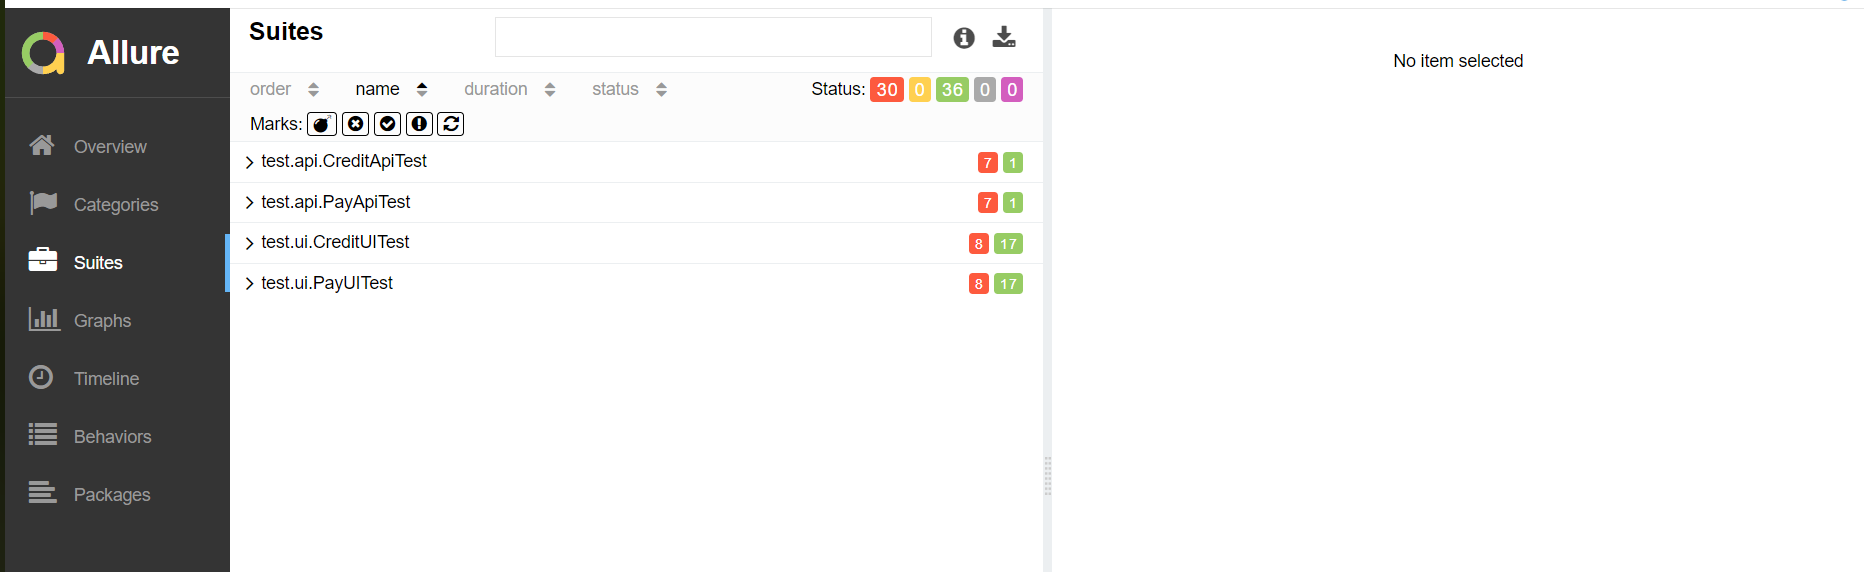 Allure
Overview
Categories
Suites
Graphs
Timeline
Behaviors
Packages
Suites
order name duration status Status: 30 0 36 0 0
Marks:
test.api.CreditApiTest 7 1
test.api.PayApiTest 7 1
test.ui.CreditUITest 8 17
test.ui.PayUITest 8 17
No item selected